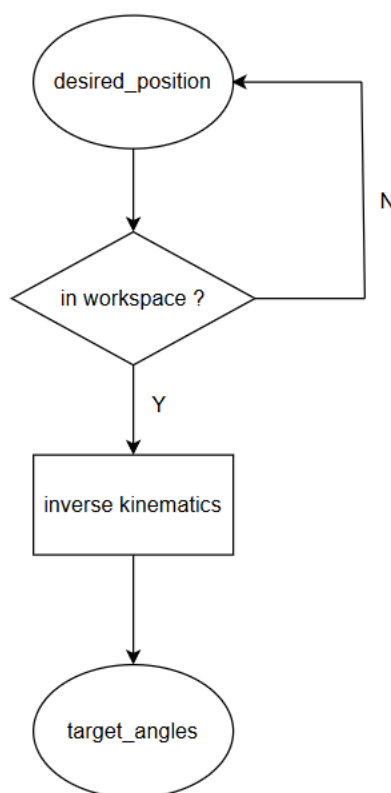 desired_position
N
in workspace ?
Y
inverse kinematics
target_angles